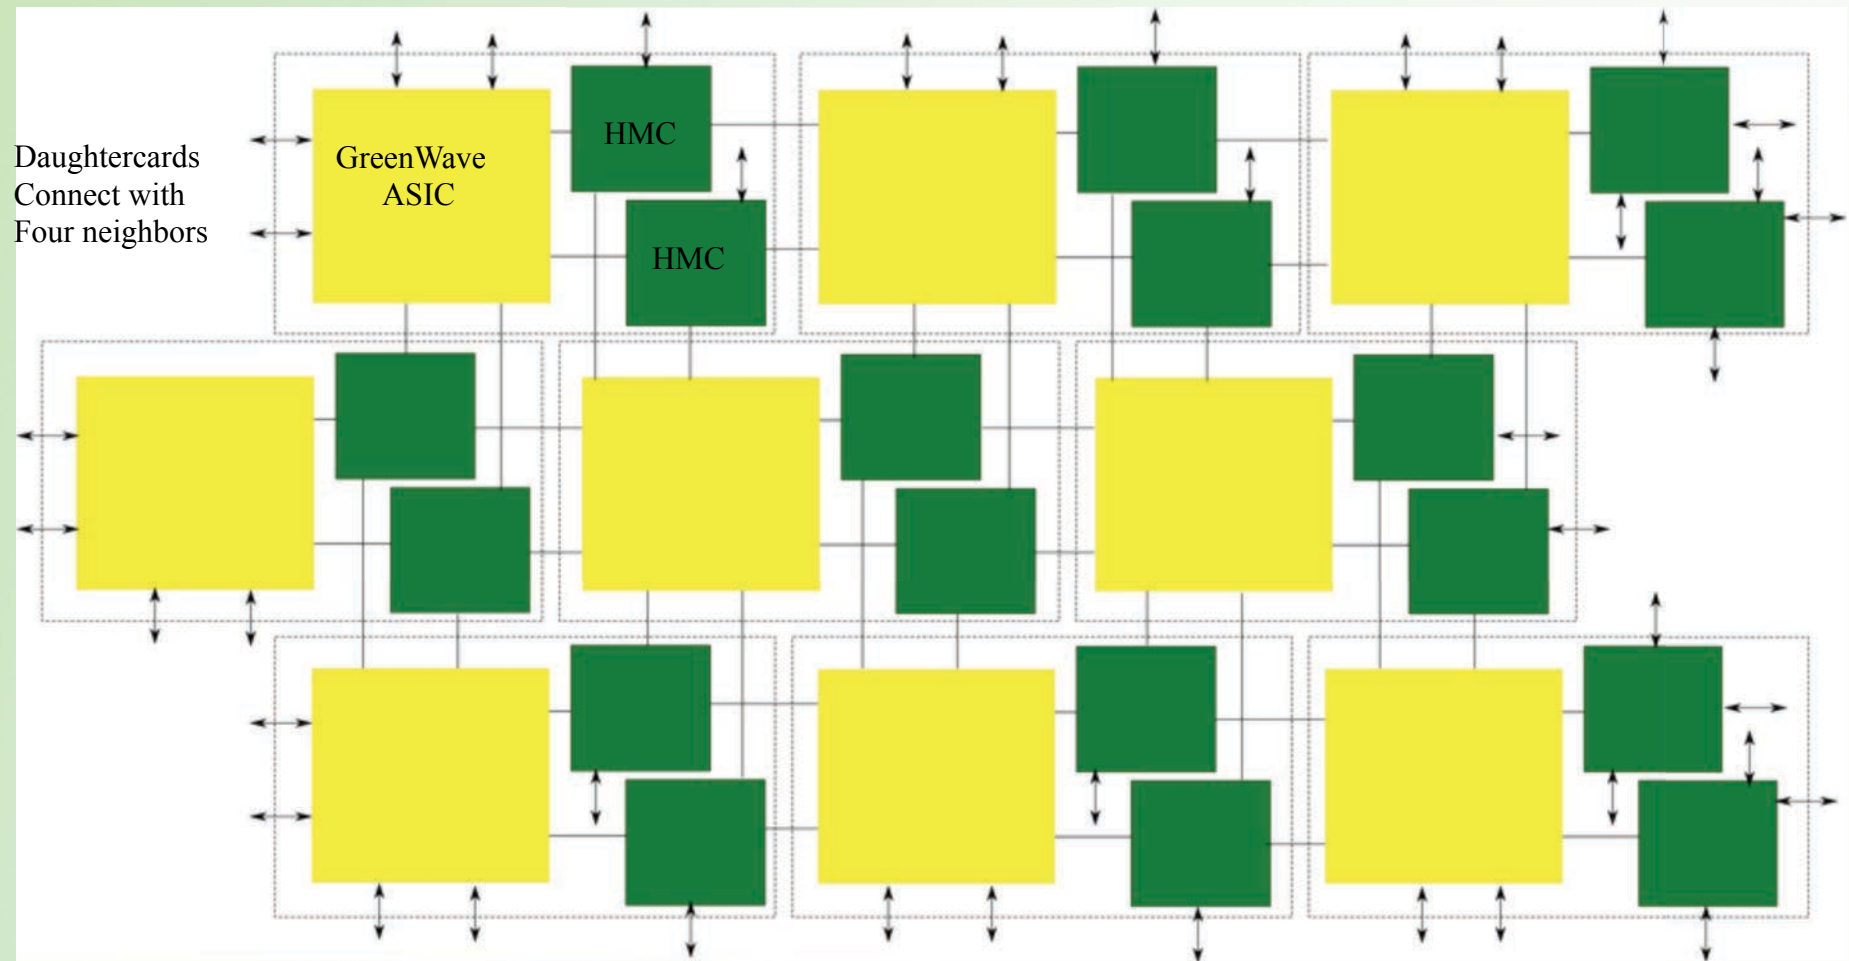 Daughtercards
Connect with
Four neighbors
GreenWave
ASIC
HMC
HMC